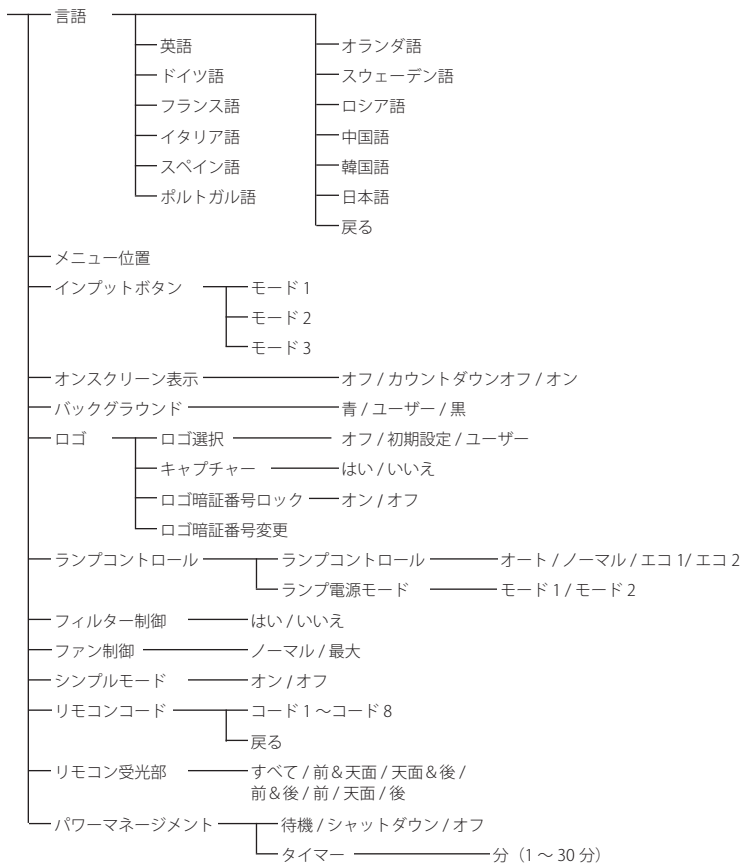 言語
英語
ドイツ語
フランス語
イタリア語
スペイン語
ポルトガル語
オランダ語
スウェーデン語
ロシア語
中国語
韓国語
日本語
戻る
メニュー位置
インプットボタン
モード 1
モード 2
モード 3
オンスクリーン表示 オフ / カウントダウンオフ / オン
バックグラウンド 青 / ユーザー / 黒
ロゴ ロゴ選択 オフ / 初期設定 / ユーザー
キャプチャー はい / いいえ
ロゴ暗証番号ロック オン / オフ
ロゴ暗証番号変更
ランプコントロール ランプコントロール オート / ノーマル / エコ 1/ エコ 2
ランプ電源モード モード 1 / モード 2
フィルター制御 はい / いいえ
ファン制御 ノーマル / 最大
シンプルモード オン / オフ
リモコンコード コード 1 ~コード 8
戻る
リモコン受光部 すべて / 前&天面 / 天面&後 /
前&後 / 前 / 天面 / 後
パワーマネージメント 待機 / シャットダウン / オフ
タイマー 分（1 ~ 30 分）